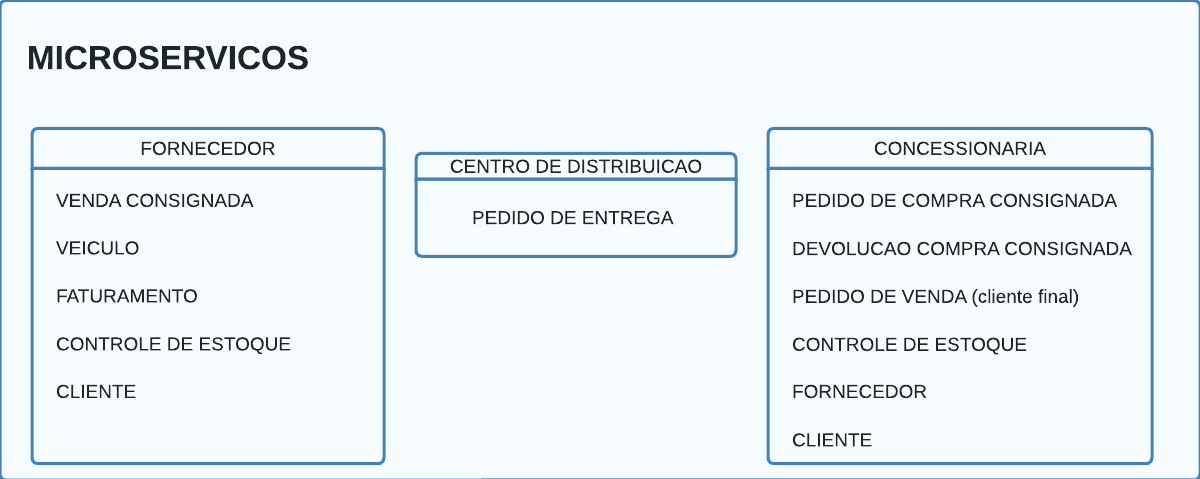 MICROSERVICOS
FORNECEDOR
VENDA CONSIGNADA
VEICULO
FATURAMENTO
CONTROLE DE ESTOQUE
CLIENTE
CENTRO DE DISTRIBUICAO
PEDIDO DE ENTREGA
CONCESSIONARIA
PEDIDO DE COMPRA CONSIGNADA
DEVOLUCAO COMPRA CONSIGNADA
PEDIDO DE VENDA (cliente final)
CONTROLE DE ESTOQUE
FORNECEDOR
CLIENTE